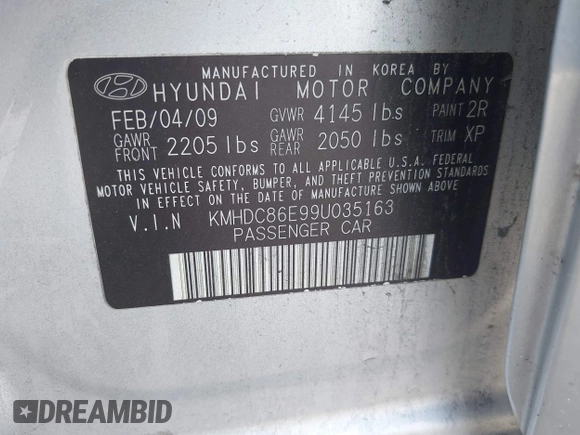 MANUFACTURED IN KOREA BY
HYUNDAI MOTOR COMPANY
FEB/04/09 GVWR 4145 lbs PAINT 2R
GAWR FRONT 2205 lbs GAWR REAR 2050 lbs TRIM XP
THIS VEHICLE CONFORMS TO ALL APPLICABLE U.S.A. FEDERAL
MOTOR VEHICLE SAFETY, BUMPER, AND THEFT PREVENTION STANDARDS
IN EFFECT ON THE DATE OF MANUFACTURE SHOWN ABOVE.
V.I.N KMHDC86E99U035163
PASSENGER CAR
DREAMBID